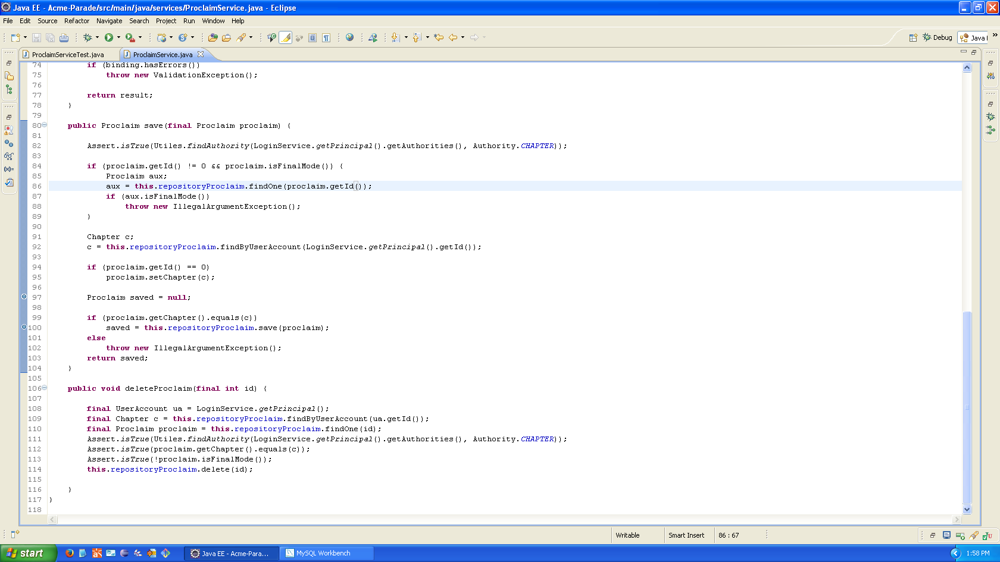 Java EE - Acme-Parade/src/main/java/services/ProclaimService.java - Eclipse
File Edit Source Refactor Navigate Search Project Run Window Help
Debug Java
ProclaimServiceTest.java ProclaimService.java
74 if (binding.hasErrors())
75 throw new ValidationException();
76
77 return result;
78 }
79
80 public Proclaim save(final Proclaim proclaim) {
81
82 Assert.isTrue(Utiles.findAuthority(LoginService.getPrincipal().getAuthorities(), Authority.CHAPTER));
83
84 if (proclaim.getId() != 0 && proclaim.isFinalMode()) {
85 Proclaim aux;
86 aux = this.repositoryProclaim.findOne(proclaim.getId());
87 if (aux.isFinalMode())
88 throw new IllegalArgumentException();
89 }
90
91 Chapter c;
92 c = this.repositoryProclaim.findByUserAccount(LoginService.getPrincipal().getId());
93
94 if (proclaim.getId() == 0)
95 proclaim.setChapter(c);
96
97 Proclaim saved = null;
98
99 if (proclaim.getChapter().equals(c))
100 saved = this.repositoryProclaim.save(proclaim);
101 else
102 throw new IllegalArgumentException();
103 return saved;
104 }
105
106 public void deleteProclaim(final int id) {
107
108 final UserAccount ua = LoginService.getPrincipal();
109 final Chapter c = this.repositoryProclaim.findByUserAccount(ua.getId());
110 final Proclaim proclaim = this.repositoryProclaim.findOne(id);
111 Assert.isTrue(Utiles.findAuthority(LoginService.getPrincipal().getAuthorities(), Authority.CHAPTER));
112 Assert.isTrue(proclaim.getChapter().equals(c));
113 Assert.isTrue(!proclaim.isFinalMode());
114 this.repositoryProclaim.delete(id);
115
116 }
117 }
118
Writable Smart Insert 86 : 67
start Java EE - Acme-Para... MySQL Workbench 1:58 PM